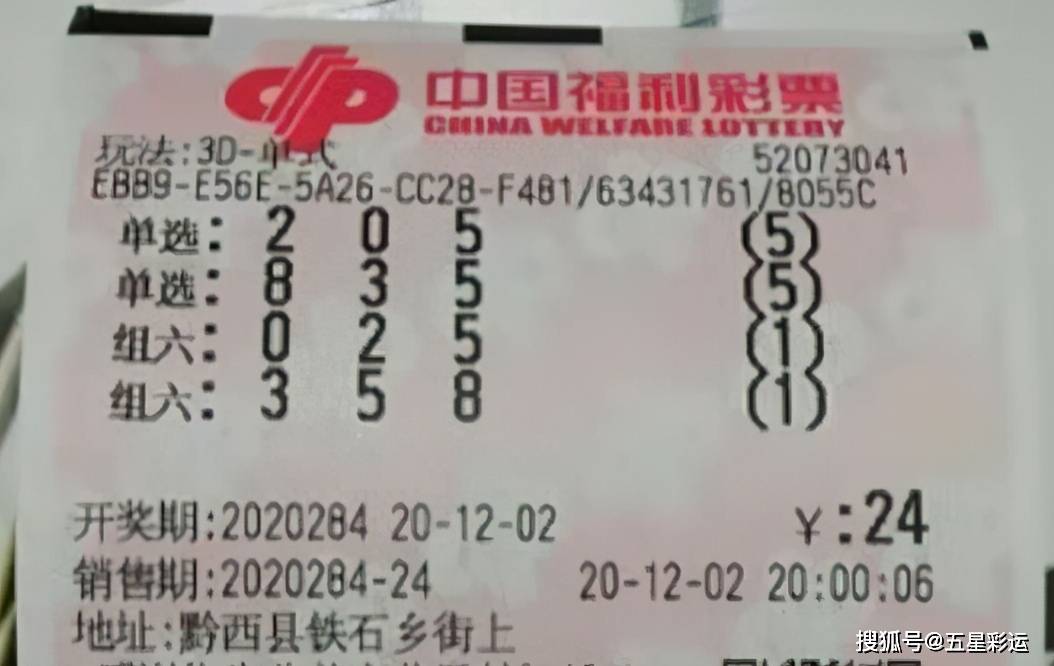 中国福利彩票
CHINA WELFARE LOTTERY
玩法:3D-单式 52073041
EBB9-E56E-5A26-CC28-F481/63431761/8055C
单选: 2 0 5 (5)
单选: 8 3 5 (5)
组六: 0 2 5 (1)
组六: 3 5 8 (1)
开奖期:2020284 20-12-02 ¥:24
销售期:2020284-24 20-12-02 20:00:06
地址:黔西县铁石乡街上
搜狐号@五星彩运